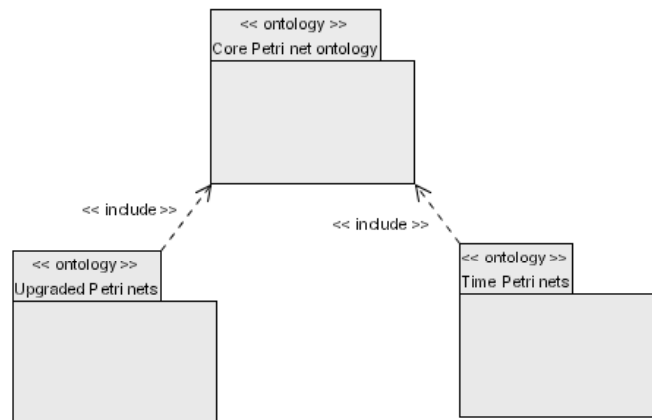 << ontology >>
Core Petri net ontology
<< include >>
<< include >>
<< ontology >>
Upgraded Petri nets
<< ontology >>
Time Petri nets